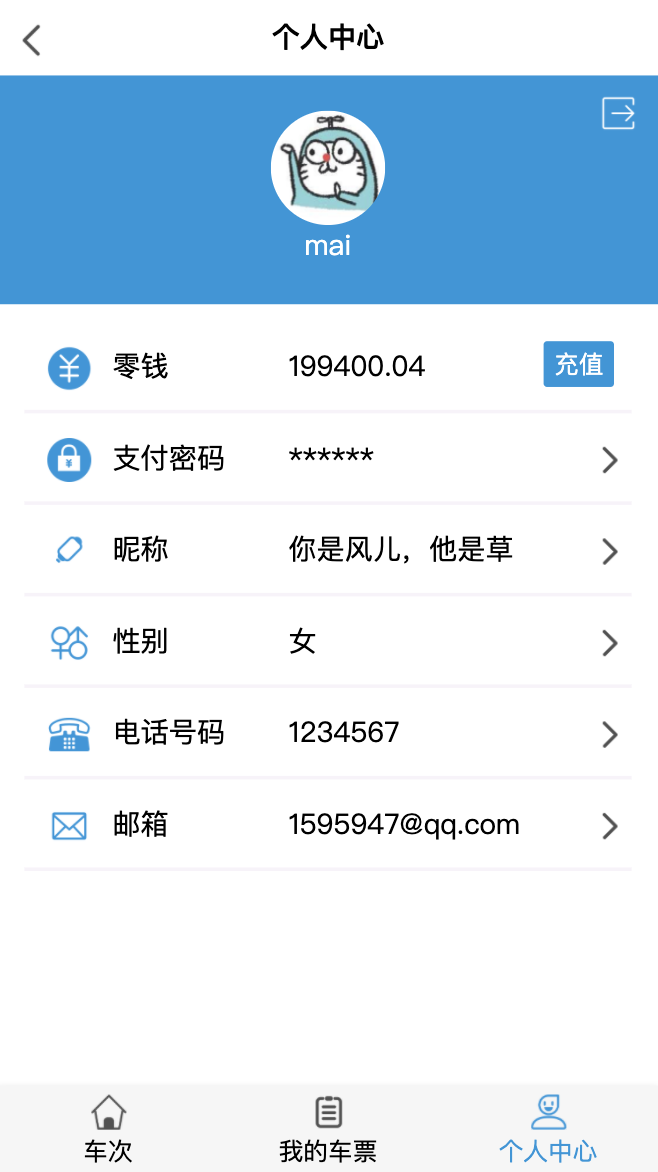 个人中心
mai
零钱 199400.04 充值
支付密码 ******
昵称 你是风儿，他是草
性别 女
电话号码 1234567
邮箱 1595947@qq.com
车次 我的车票 个人中心